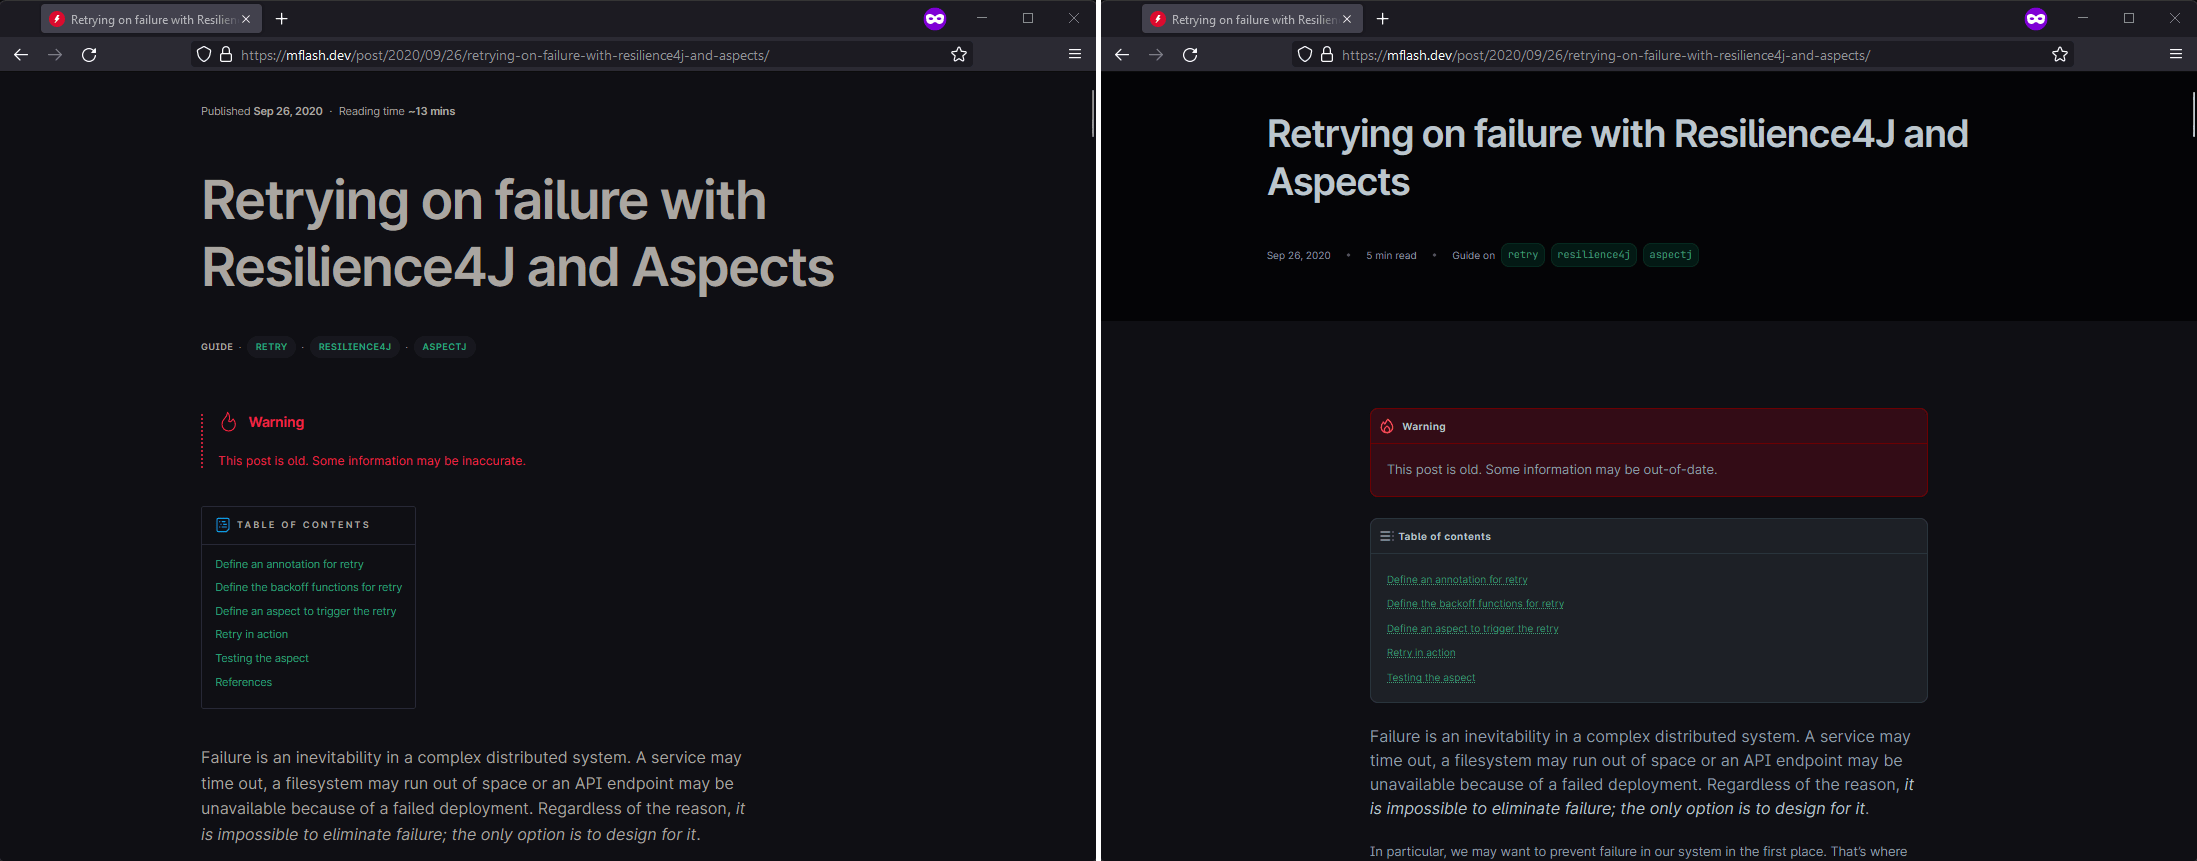 Retrying on failure with Resilien
https://mflash.dev/post/2020/09/26/retrying-on-failure-with-resilience4j-and-aspects/
Published Sep 26, 2020 · Reading time ~13 mins
Retrying on failure with
Resilience4J and Aspects
GUIDE · RETRY · RESILIENCE4J · ASPECTJ
Warning
This post is old. Some information may be inaccurate.
TABLE OF CONTENTS
Define an annotation for retry
Define the backoff functions for retry
Define an aspect to trigger the retry
Retry in action
Testing the aspect
References
Failure is an inevitability in a complex distributed system. A service may
time out, a filesystem may run out of space or an API endpoint may be
unavailable because of a failed deployment. Regardless of the reason, it
is impossible to eliminate failure; the only option is to design for it.
Retrying on failure with Resilien
https://mflash.dev/post/2020/09/26/retrying-on-failure-with-resilience4j-and-aspects/
Retrying on failure with Resilience4J and
Aspects
Sep 26, 2020 • 5 min read • Guide on retry resilience4j aspectj
Warning
This post is old. Some information may be out-of-date.
Table of contents
Define an annotation for retry
Define the backoff functions for retry
Define an aspect to trigger the retry
Retry in action
Testing the aspect
Failure is an inevitability in a complex distributed system. A service may
time out, a filesystem may run out of space or an API endpoint may be
unavailable because of a failed deployment. Regardless of the reason, it
is impossible to eliminate failure; the only option is to design for it.
In particular, we may want to prevent failure in our system in the first place. That's where